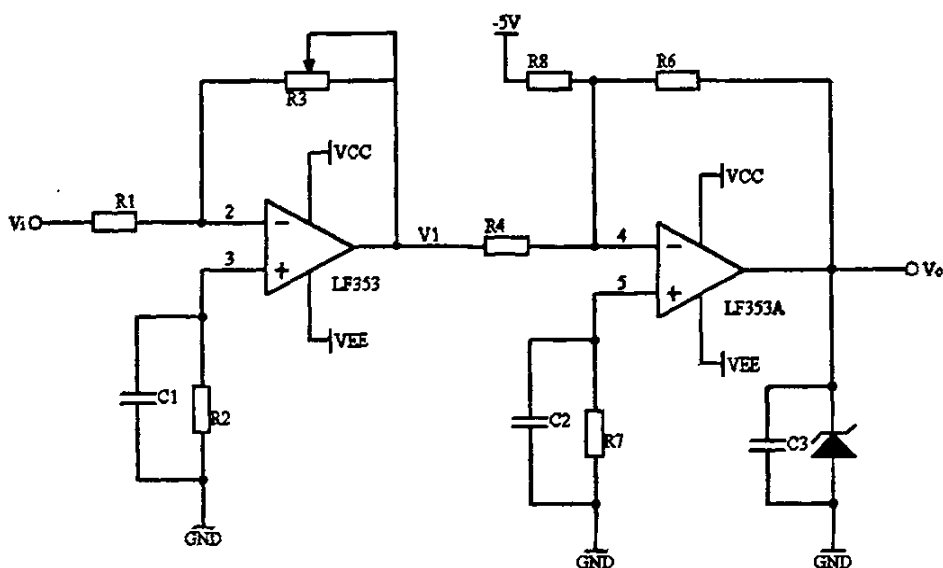 -5V
R8
R6
R3
VCC
VCC
Vi
R1
2
V1
R4
4
3
LF353
5
LF353A
Vo
VEE
VEE
C1
R2
C2
R7
C3
GND
GND
GND